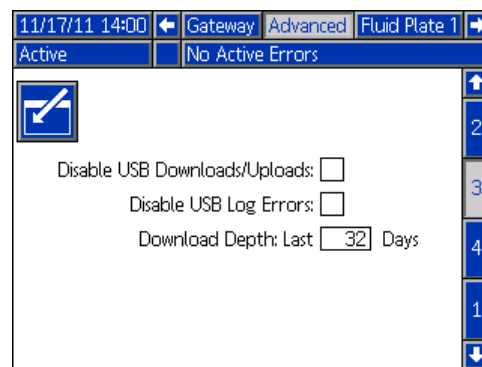 11/17/11 14:00 Gateway Advanced Fluid Plate 1
Active No Active Errors
2
Disable USB Downloads/Uploads:
3
Disable USB Log Errors:
Download Depth: Last 32 Days
4
1